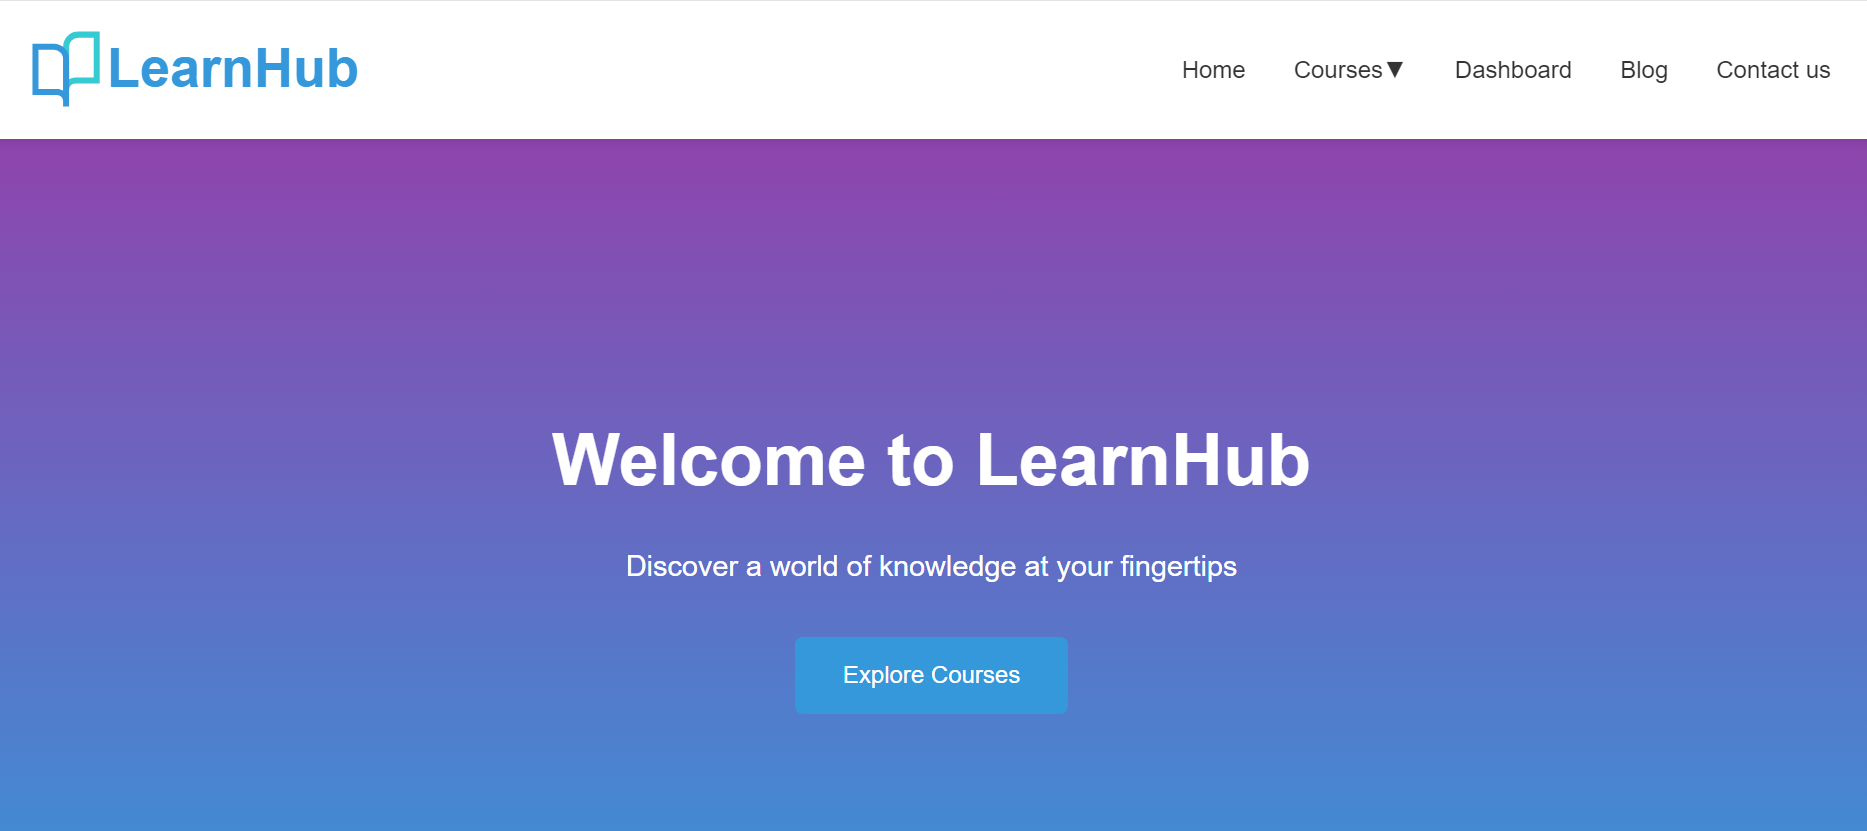 LearnHub
Home Courses▼ Dashboard Blog Contact us
Welcome to LearnHub
Discover a world of knowledge at your fingertips
Explore Courses